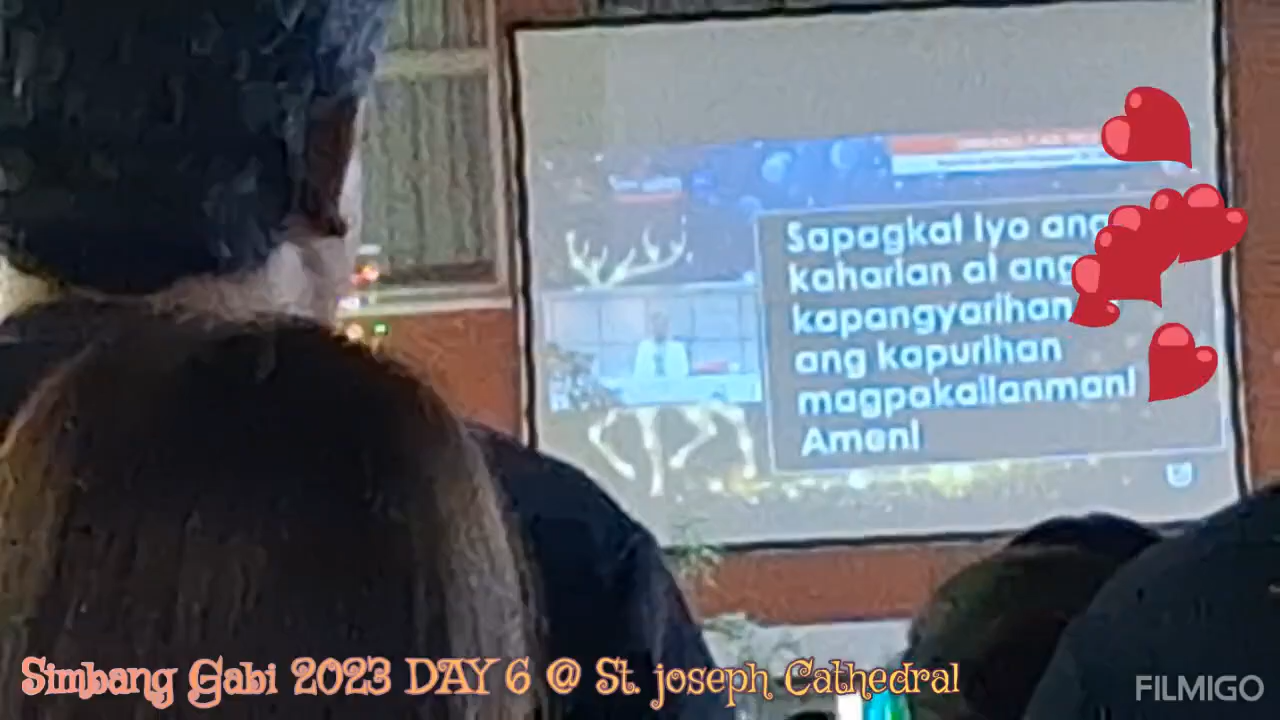 Sapagkat Iyo ang
kaharian at ang
kapangyarihan
ang kapurihan
magpakailanman!
Amen!
Simbang Gabi 2023 DAY 6 @ St. joseph Cathedral
FILMIGO